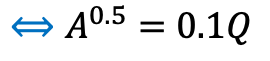 ⟺ A^0.5 = 0.1Q